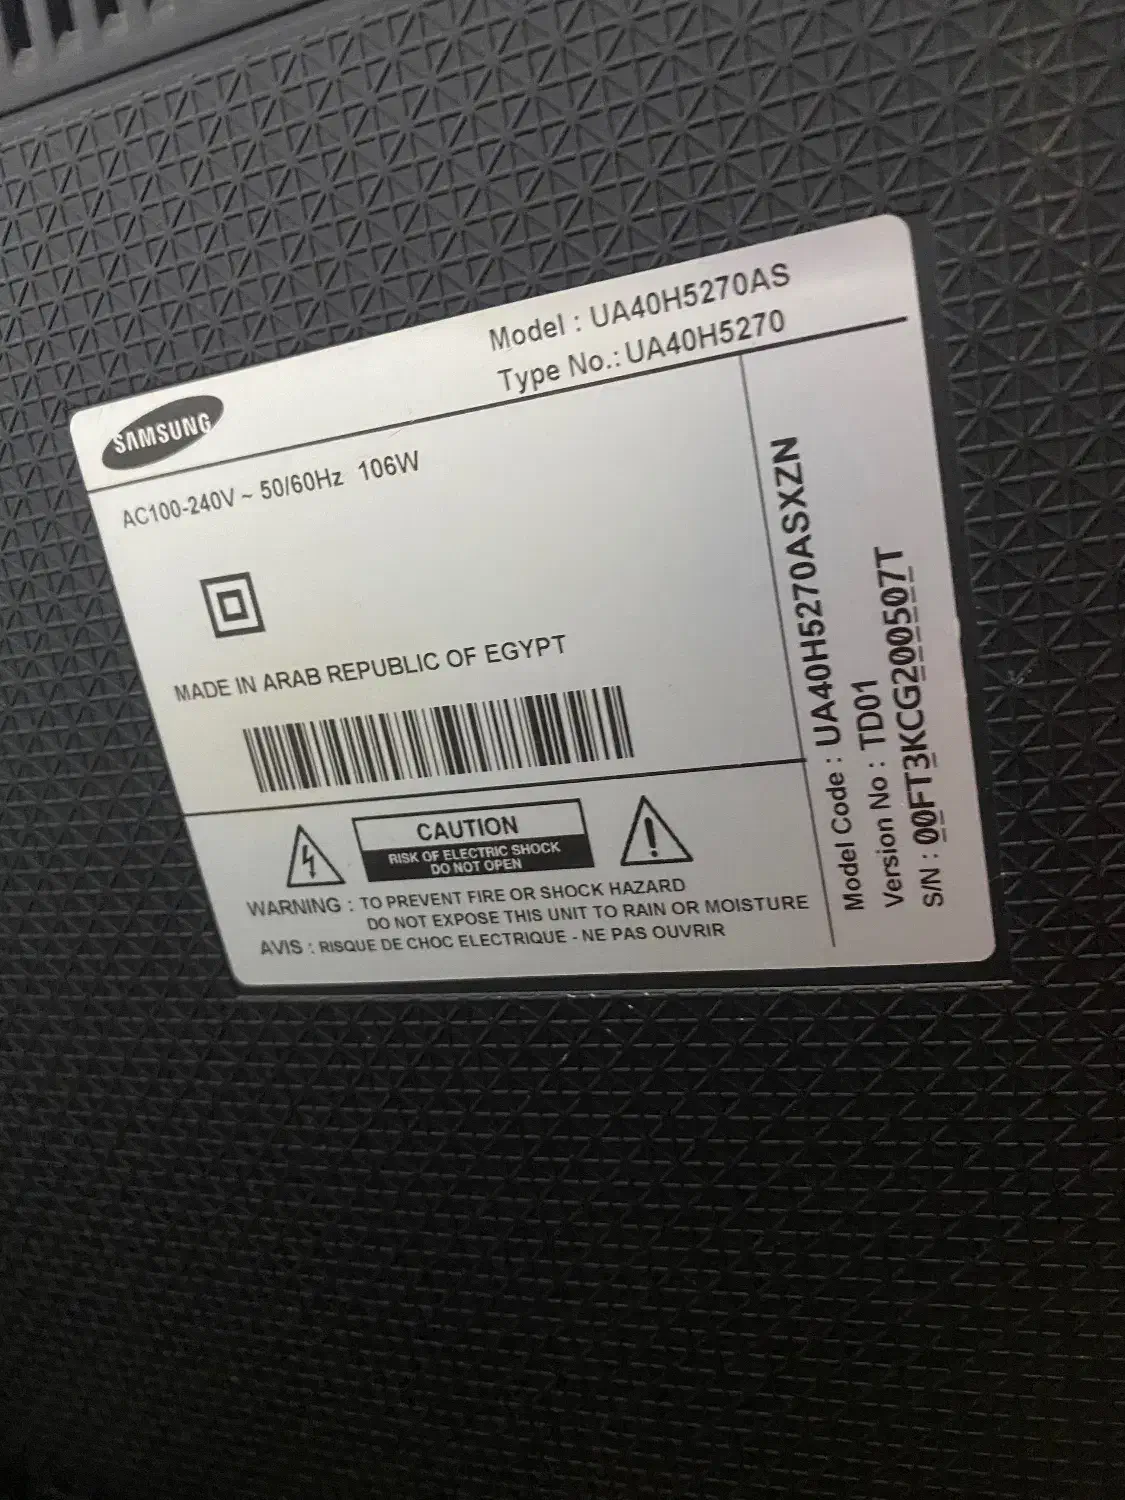 Model : UA40H5270AS
Type No.: UA40H5270
SAMSUNG
AC100-240V ~ 50/60Hz 106W
MADE IN ARAB REPUBLIC OF EGYPT
CAUTION
RISK OF ELECTRIC SHOCK
DO NOT OPEN
WARNING : TO PREVENT FIRE OR SHOCK HAZARD
DO NOT EXPOSE THIS UNIT TO RAIN OR MOISTURE
AVIS : RISQUE DE CHOC ELECTRIQUE - NE PAS OUVRIR
Model Code : UA40H5270ASXZN
Version No : TD01
S/N : 00FT3KCG200507T